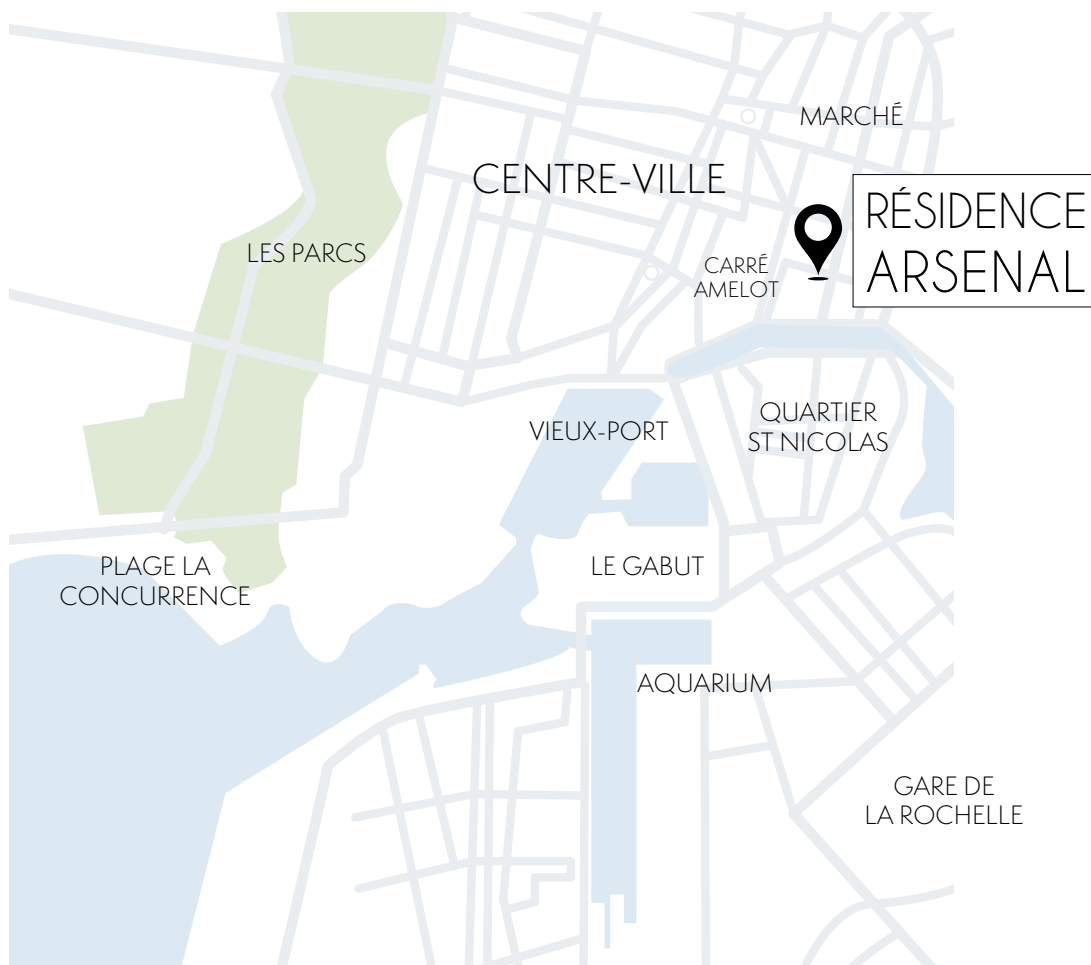 MARCHÉ
CENTRE-VILLE
RÉSIDENCE
ARSENAL
LES PARCS
CARRÉ
AMELOT
VIEUX-PORT
QUARTIER
ST NICOLAS
PLAGE LA
CONCURRENCE
LE GABUT
AQUARIUM
GARE DE
LA ROCHELLE